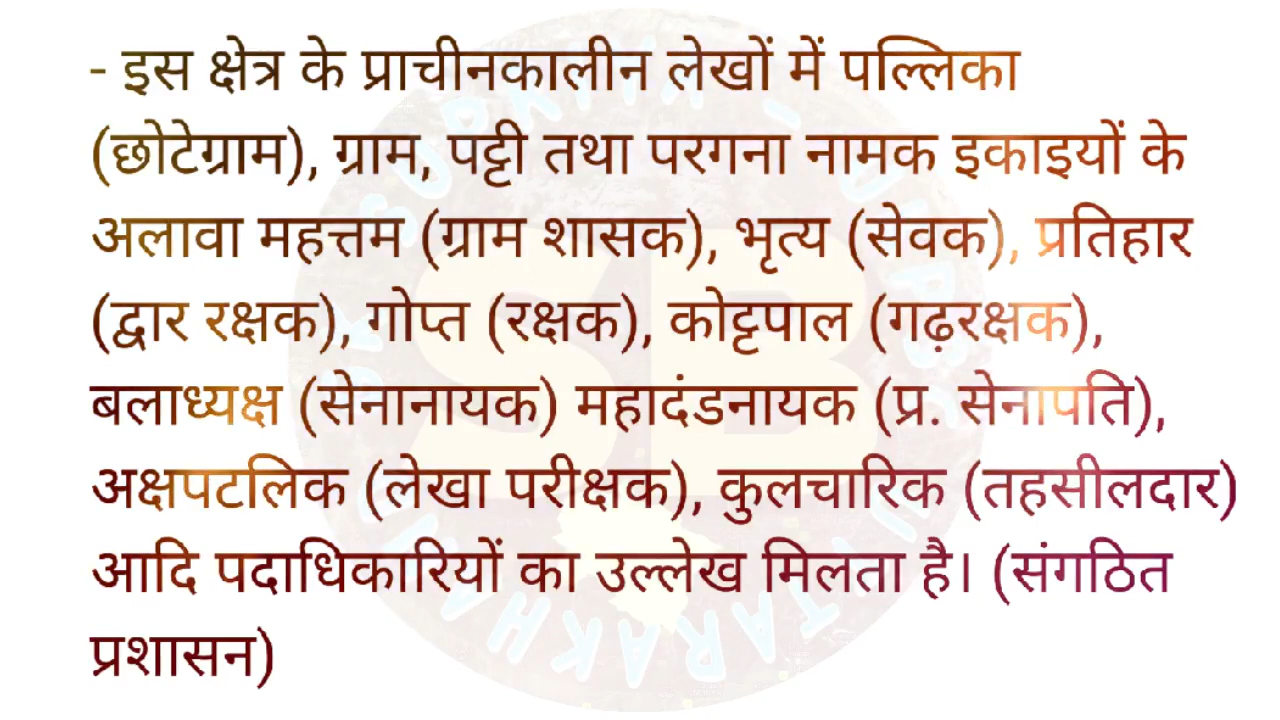 - इस क्षेत्र के प्राचीनकालीन लेखों में पल्लिका
(छोटेग्राम), ग्राम, पट्टी तथा परगना नामक इकाइयों के
अलावा महत्तम (ग्राम शासक), भृत्य (सेवक), प्रतिहार
(द्वार रक्षक), गोप्त (रक्षक), कोट्टपाल (गढ़रक्षक),
बलाध्यक्ष (सेनानायक) महादंडनायक (प्र. सेनापति),
अक्षपटलिक (लेखा परीक्षक), कुलचारिक (तहसीलदार)
आदि पदाधिकारियों का उल्लेख मिलता है। (संगठित
प्रशासन)
SB